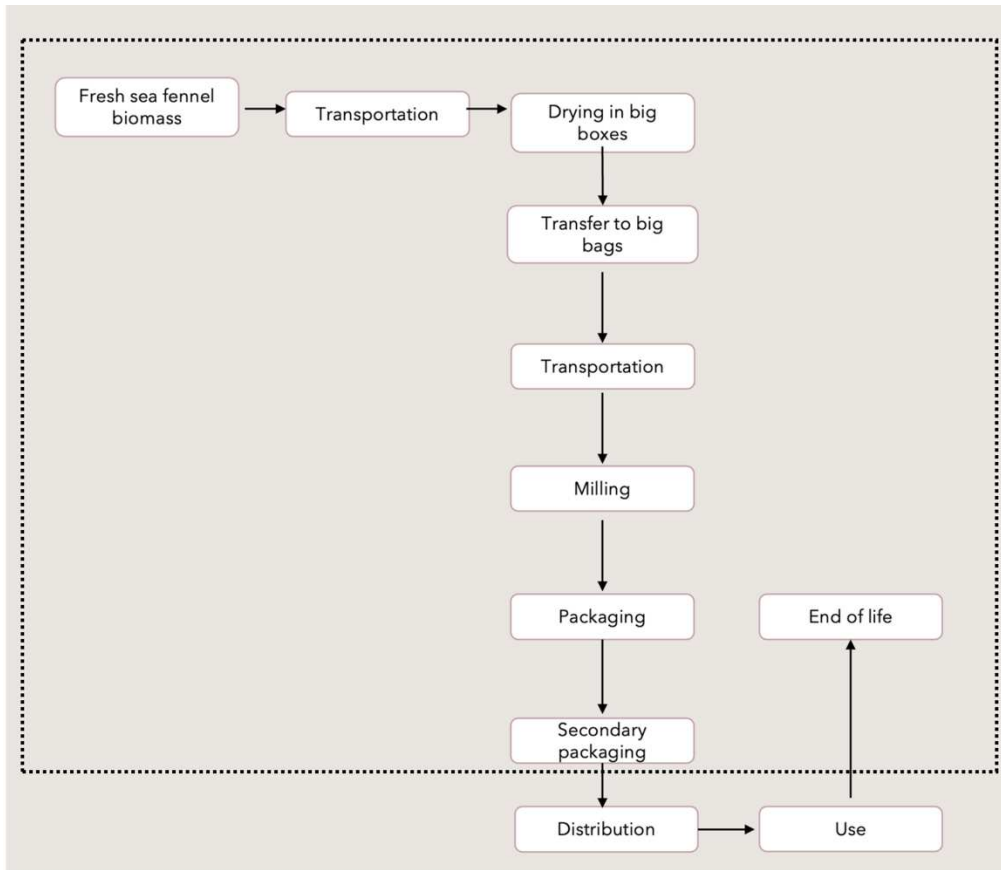 Fresh sea fennel
biomass
Transportation
Drying in big
boxes
Transfer to big
bags
Transportation
Milling
Packaging
End of life
Secondary
packaging
Distribution
Use